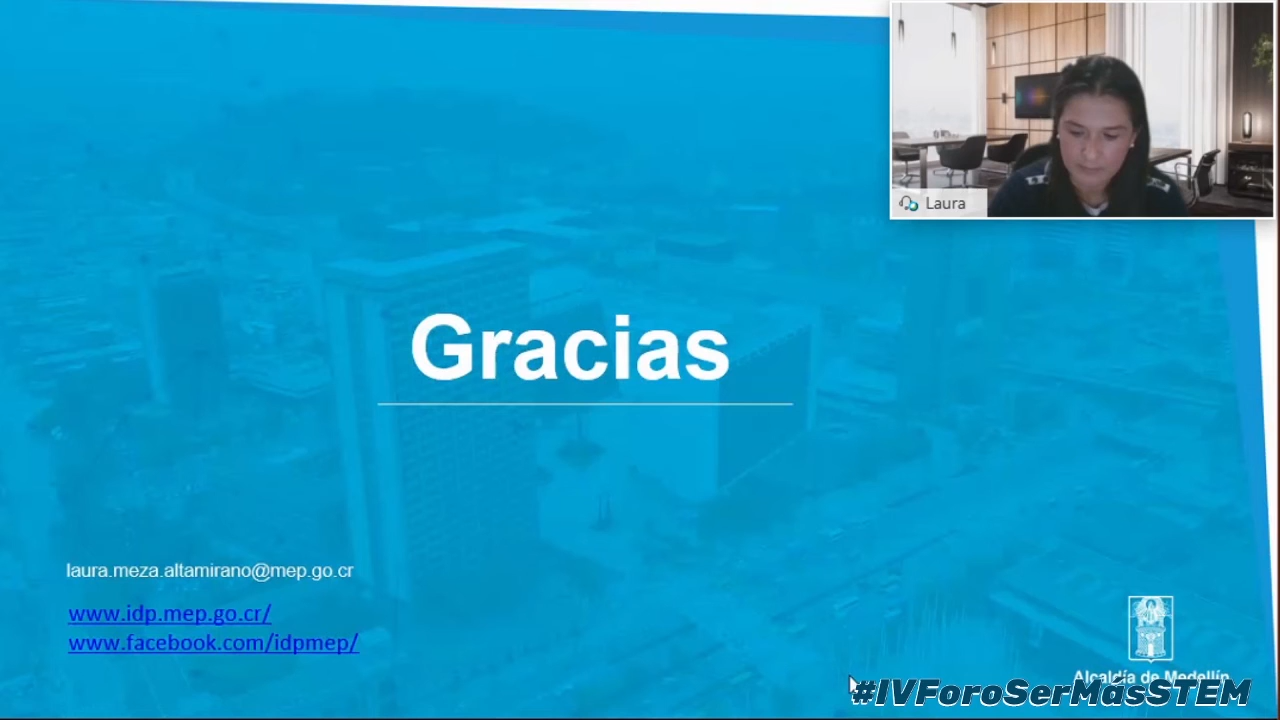 Laura
Gracias
laura.meza.altamirano@mep.go.cr
www.idp.mep.go.cr/
www.facebook.com/idpmep/
Alcaldía de Medellín
#IVForoSerMásSTEM